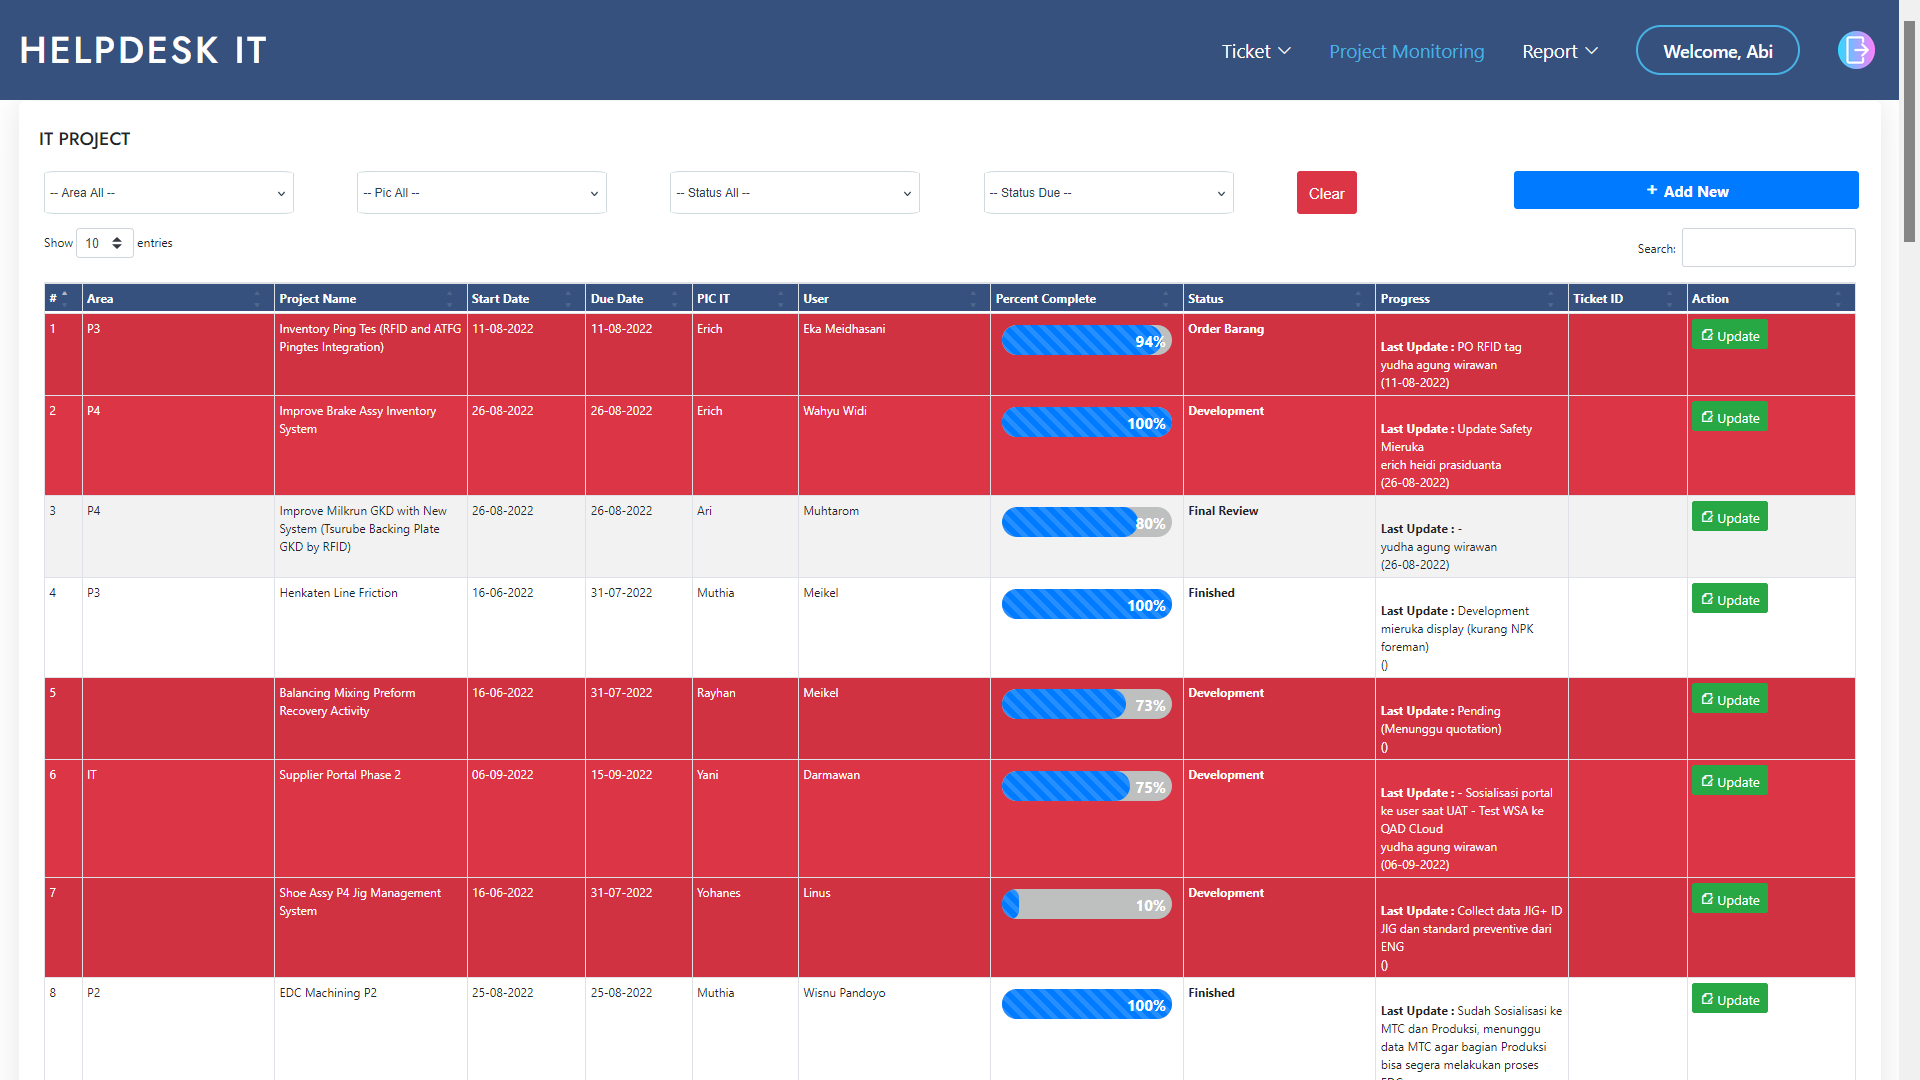 HELPDESK IT
Ticket
Project Monitoring
Report
Welcome, Abi
IT PROJECT
-- Area All --
-- Pic All --
-- Status All --
-- Status Due --
Clear
+ Add New
Show 10 entries
Search:
# Area Project Name Start Date Due Date PIC IT User Percent Complete Status Progress Ticket ID Action
1 P3 Inventory Ping Tes (RFID and ATFG 11-08-2022 11-08-2022 Erich Eka Meidhasani 94% Order Barang Update
Pingtes Integration) Last Update : PO RFID tag
yudha agung wirawan
(11-08-2022)
2 P4 Improve Brake Assy Inventory 26-08-2022 26-08-2022 Erich Wahyu Widi 100% Development Update
System Last Update : Update Safety
Mieruka
erich heidi prasiduanta
(26-08-2022)
3 P4 Improve Milkrun GKD with New 26-08-2022 26-08-2022 Ari Muhtarom 80% Final Review Update
System (Tsurube Backing Plate Last Update : -
GKD by RFID) yudha agung wirawan
(26-08-2022)
4 P3 Henkaten Line Friction 16-06-2022 31-07-2022 Muthia Meikel 100% Finished Update
Last Update : Development
mieruka display (kurang NPK
foreman)
()
5 Balancing Mixing Preform 16-06-2022 31-07-2022 Rayhan Meikel 73% Development Update
Recovery Activity Last Update : Pending
(Menunggu quotation)
()
6 IT Supplier Portal Phase 2 06-09-2022 15-09-2022 Yani Darmawan 75% Development Update
Last Update : - Sosialisasi portal
ke user saat UAT - Test WSA ke
QAD CLoud
yudha agung wirawan
(06-09-2022)
7 Shoe Assy P4 Jig Management 16-06-2022 31-07-2022 Yohanes Linus 10% Development Update
System Last Update : Collect data JIG+ ID
JIG dan standard preventive dari
ENG
()
8 P2 EDC Machining P2 25-08-2022 25-08-2022 Muthia Wisnu Pandoyo 100% Finished Update
Last Update : Sudah Sosialisasi ke
MTC dan Produksi, menunggu
data MTC agar bagian Produksi
bisa segera melakukan proses